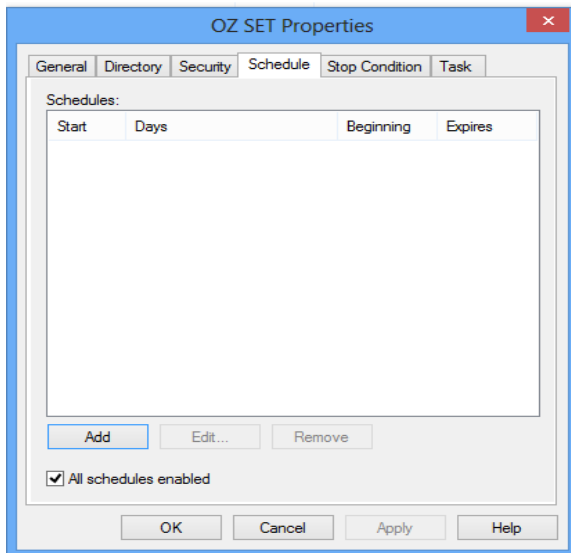 OZ SET Properties
General Directory Security Schedule Stop Condition Task
Schedules:
Start Days Beginning Expires
Add Edit... Remove
All schedules enabled
OK Cancel Apply Help